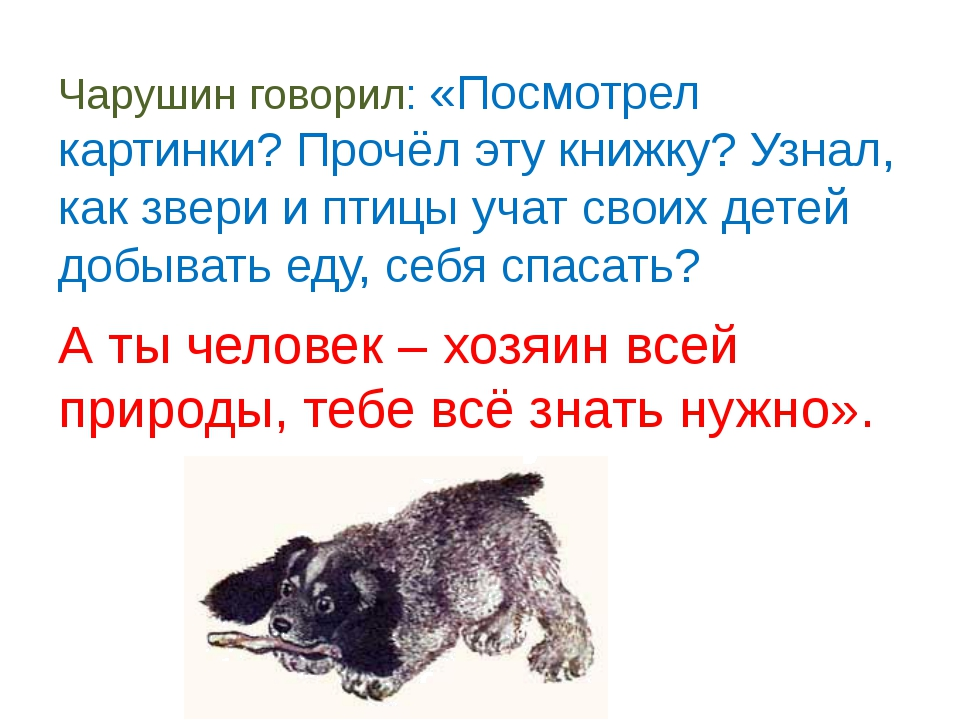 Чарушин говорил: «Посмотрел
картинки? Прочёл эту книжку? Узнал,
как звери и птицы учат своих детей
добывать еду, себя спасать?
А ты человек – хозяин всей
природы, тебе всё знать нужно».